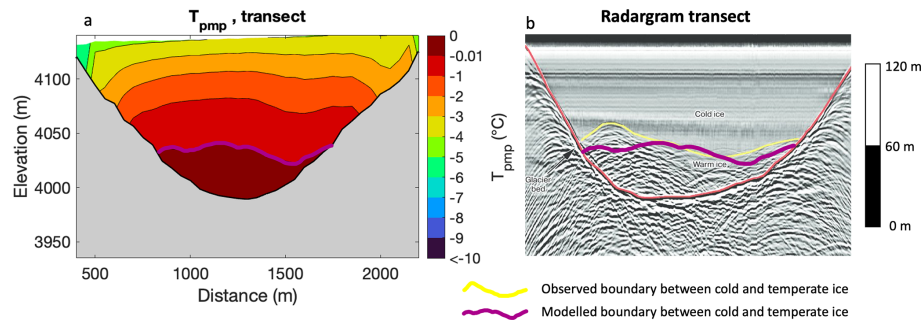 a
T pmp , transect
Elevation (m)
4100
4050
4000
3950
500
1000
1500
2000
Distance (m)
0
-0.01
-1
-2
-3
-4
-5
-6
-7
-8
-9
<-10
T pmp (°C)
b
Radargram transect
Cold ice
Warm ice
Glacier
bed
120 m
60 m
0 m
Observed boundary between cold and temperate ice
Modelled boundary between cold and temperate ice